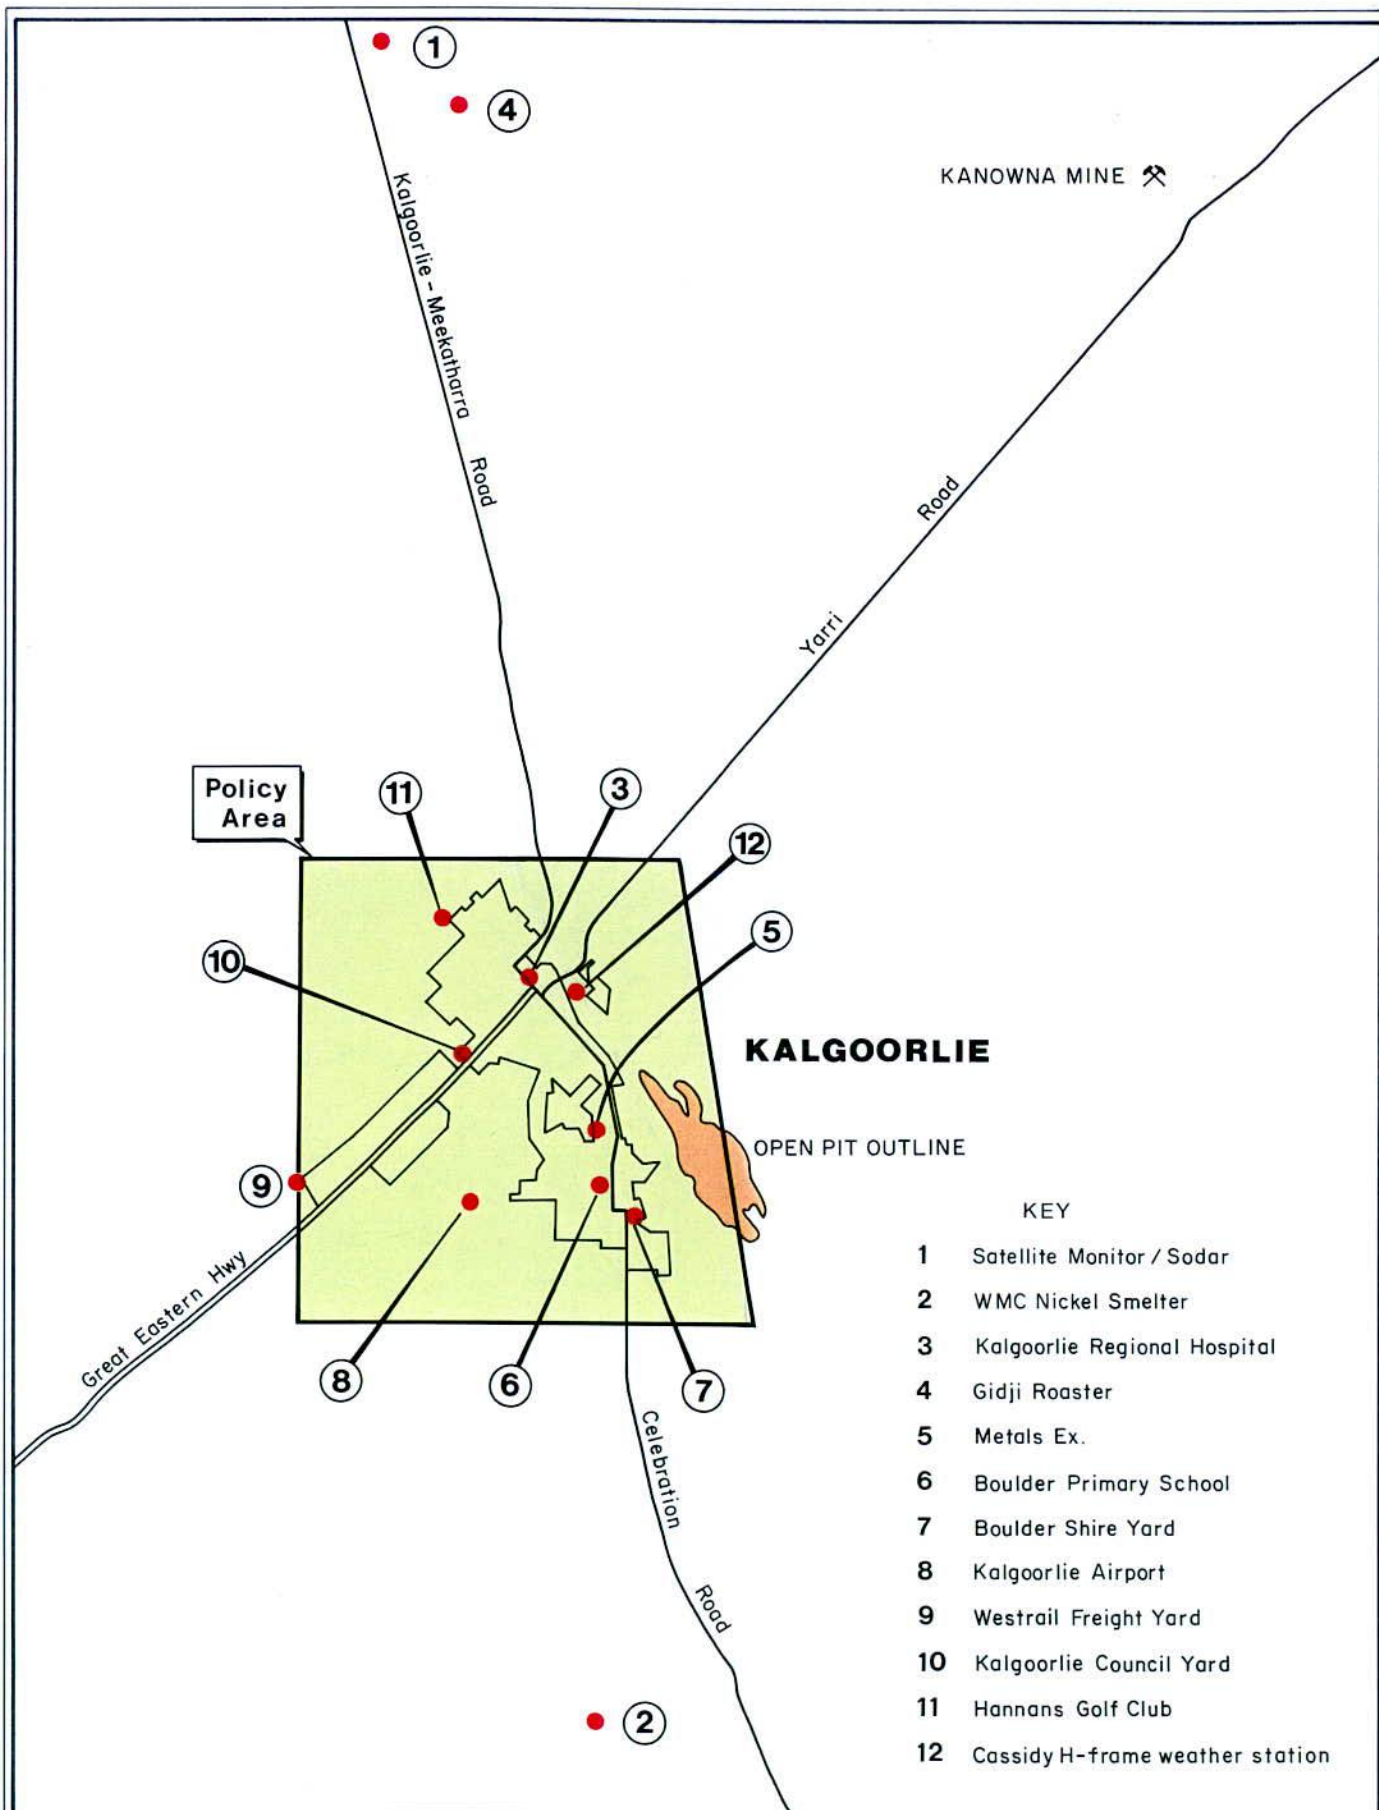 1
4
KANOWNA MINE
Kalgoorlie - Meekatharra Road
Yarri Road
Policy
Area
11
3
12
10
5
KALGOORLIE
OPEN PIT OUTLINE
9
Great Eastern Hwy
8
6
7
Celebration Road
2
KEY
1 Satellite Monitor / Sodar
2 WMC Nickel Smelter
3 Kalgoorlie Regional Hospital
4 Gidji Roaster
5 Metals Ex.
6 Boulder Primary School
7 Boulder Shire Yard
8 Kalgoorlie Airport
9 Westrail Freight Yard
10 Kalgoorlie Council Yard
11 Hannans Golf Club
12 Cassidy H-frame weather station